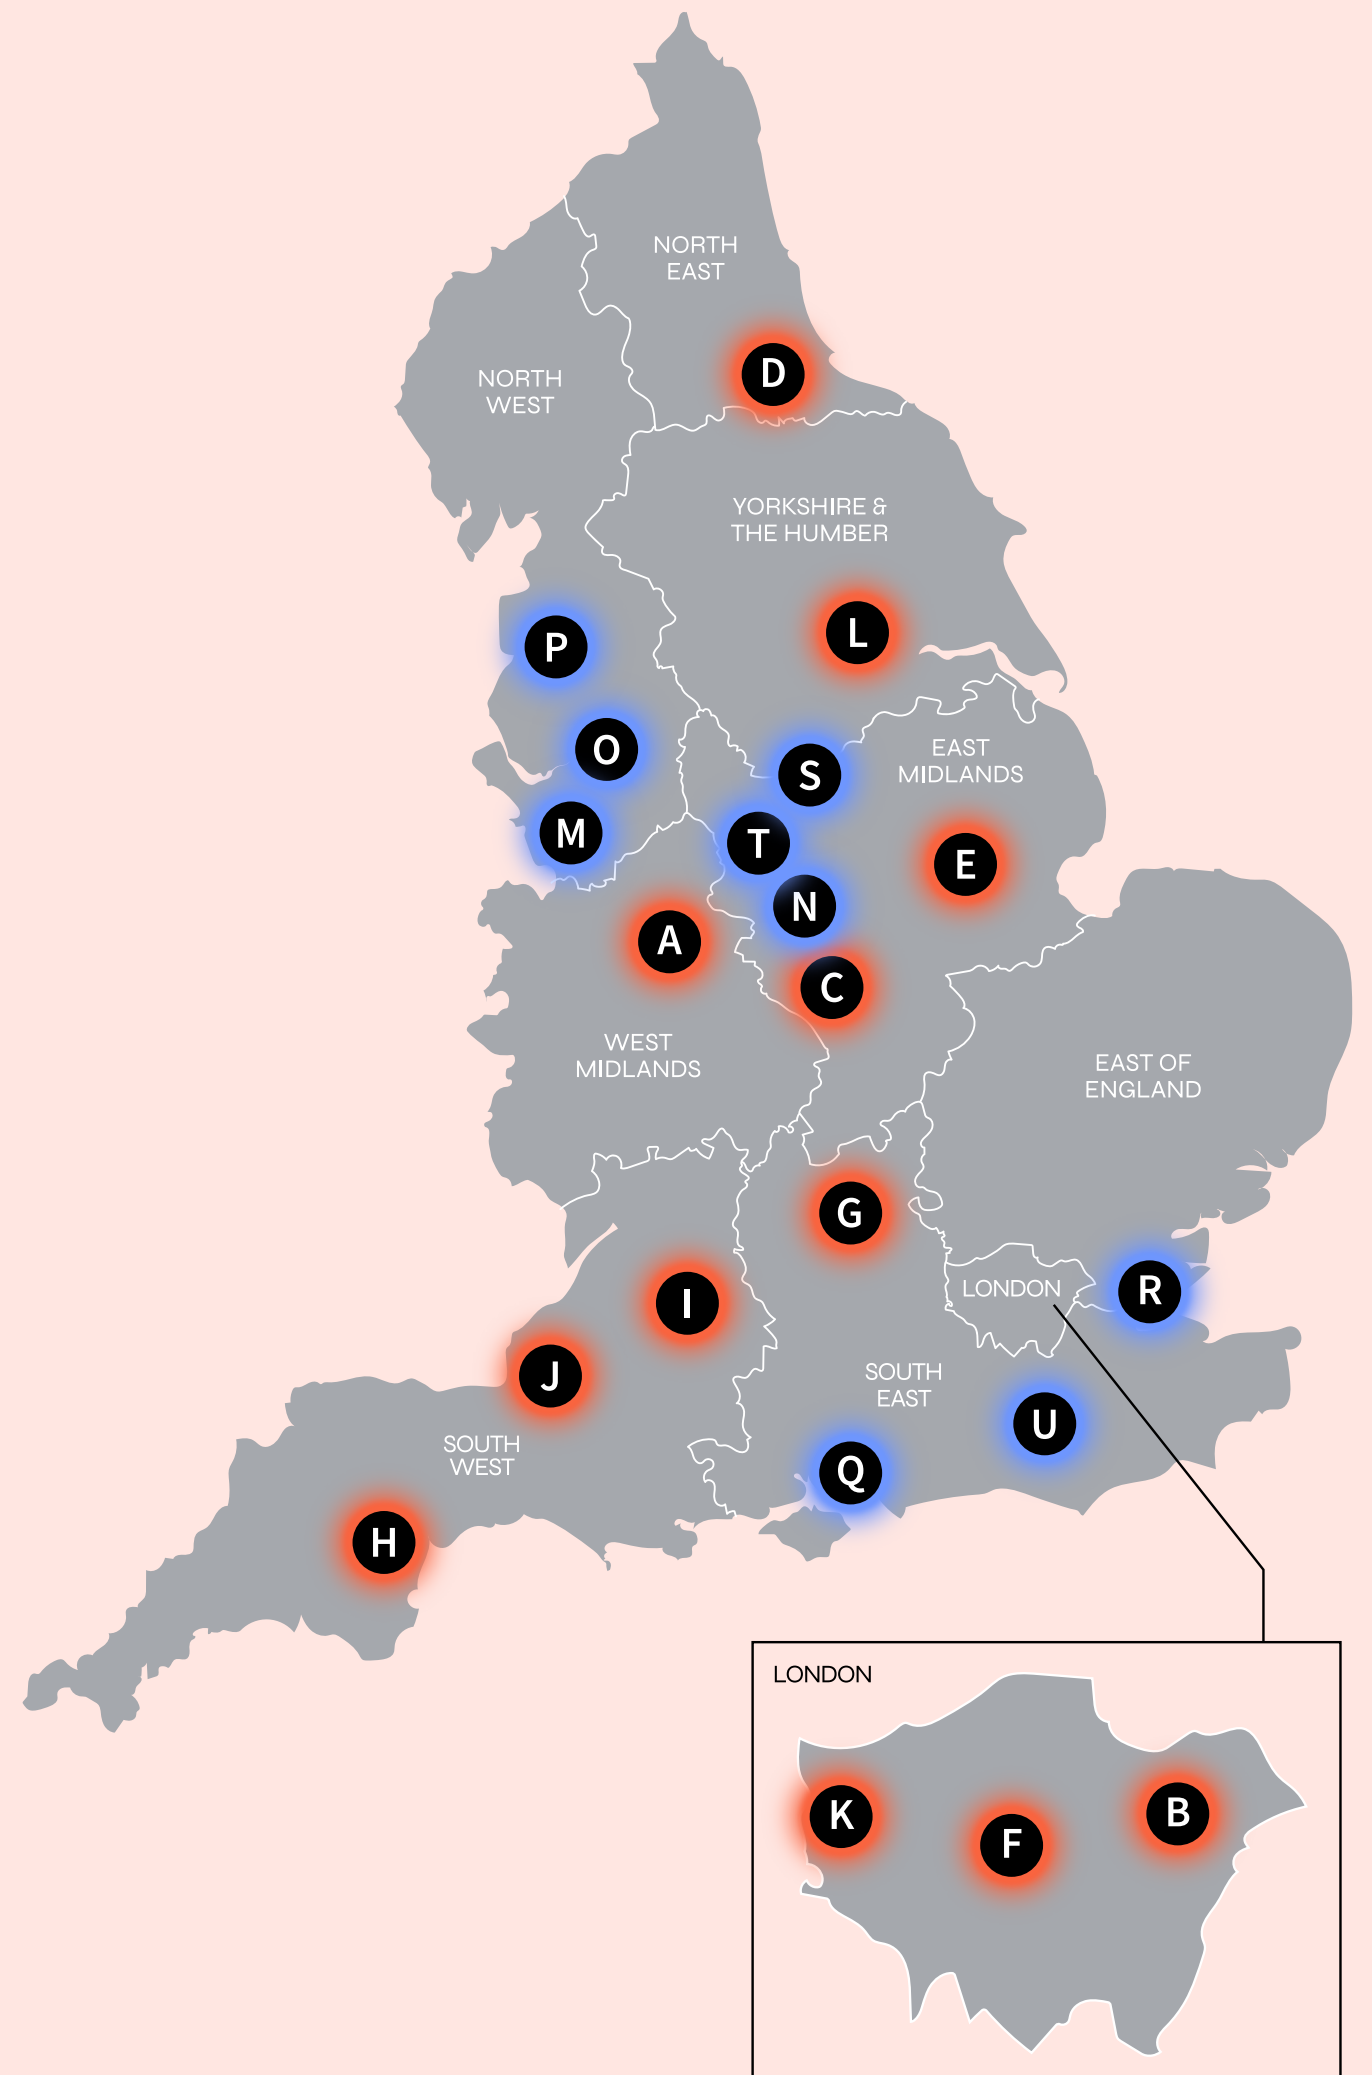 NORTH
EAST
NORTH
WEST
D
YORKSHIRE &
THE HUMBER
L
P
O
M
S
EAST
MIDLANDS
T
E
N
A
C
WEST
MIDLANDS
EAST OF
ENGLAND
G
I
LONDON
R
J
SOUTH
EAST
U
SOUTH
WEST
Q
H
LONDON
K
F
B